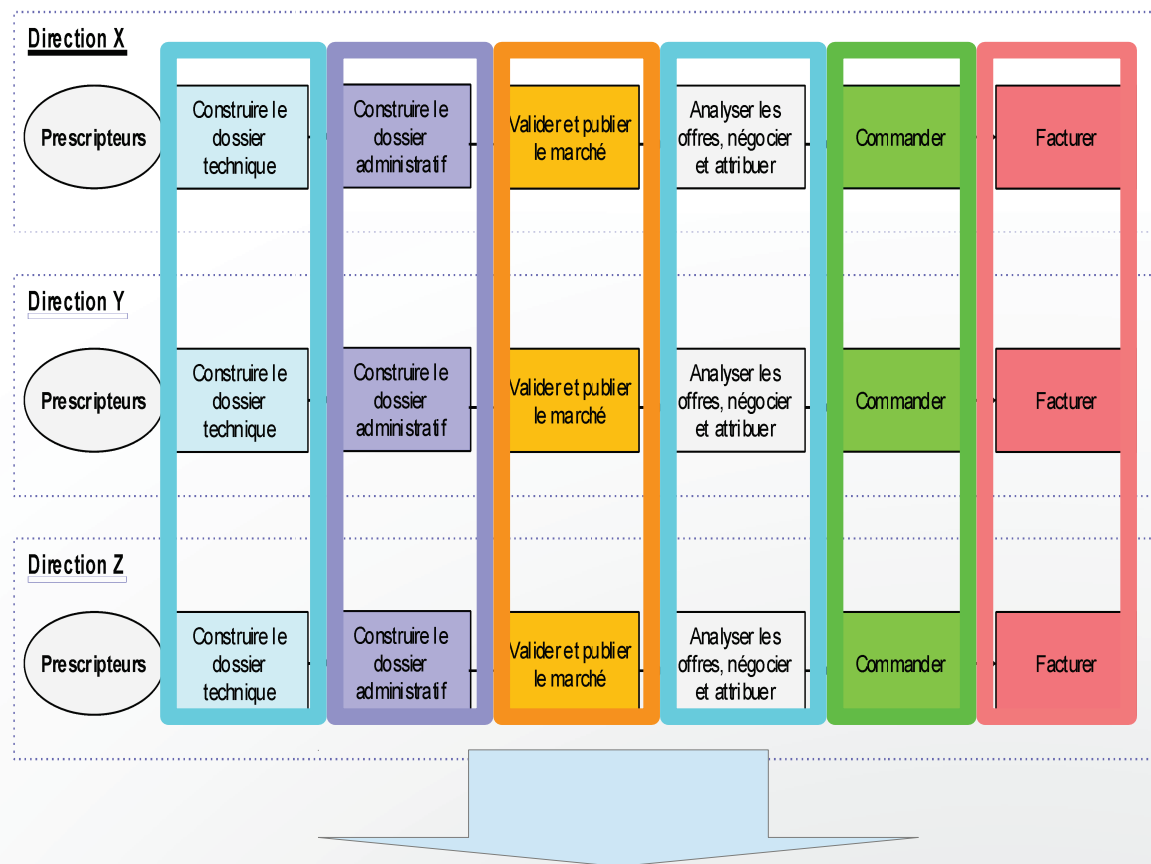 Direction X
Prescripteurs
Construire le
dossier
technique
Construire le
dossier
administratif
Valider et publier
le marché
Analyser les
offres, négocier
et attribuer
Commander
Facturer
Direction Y
Prescripteurs
Construire le
dossier
technique
Construire le
dossier
administratif
Valider et publier
le marché
Analyser les
offres, négocier
et attribuer
Commander
Facturer
Direction Z
Prescripteurs
Construire le
dossier
technique
Construire le
dossier
administratif
Valider et publier
le marché
Analyser les
offres, négocier
et attribuer
Commander
Facturer